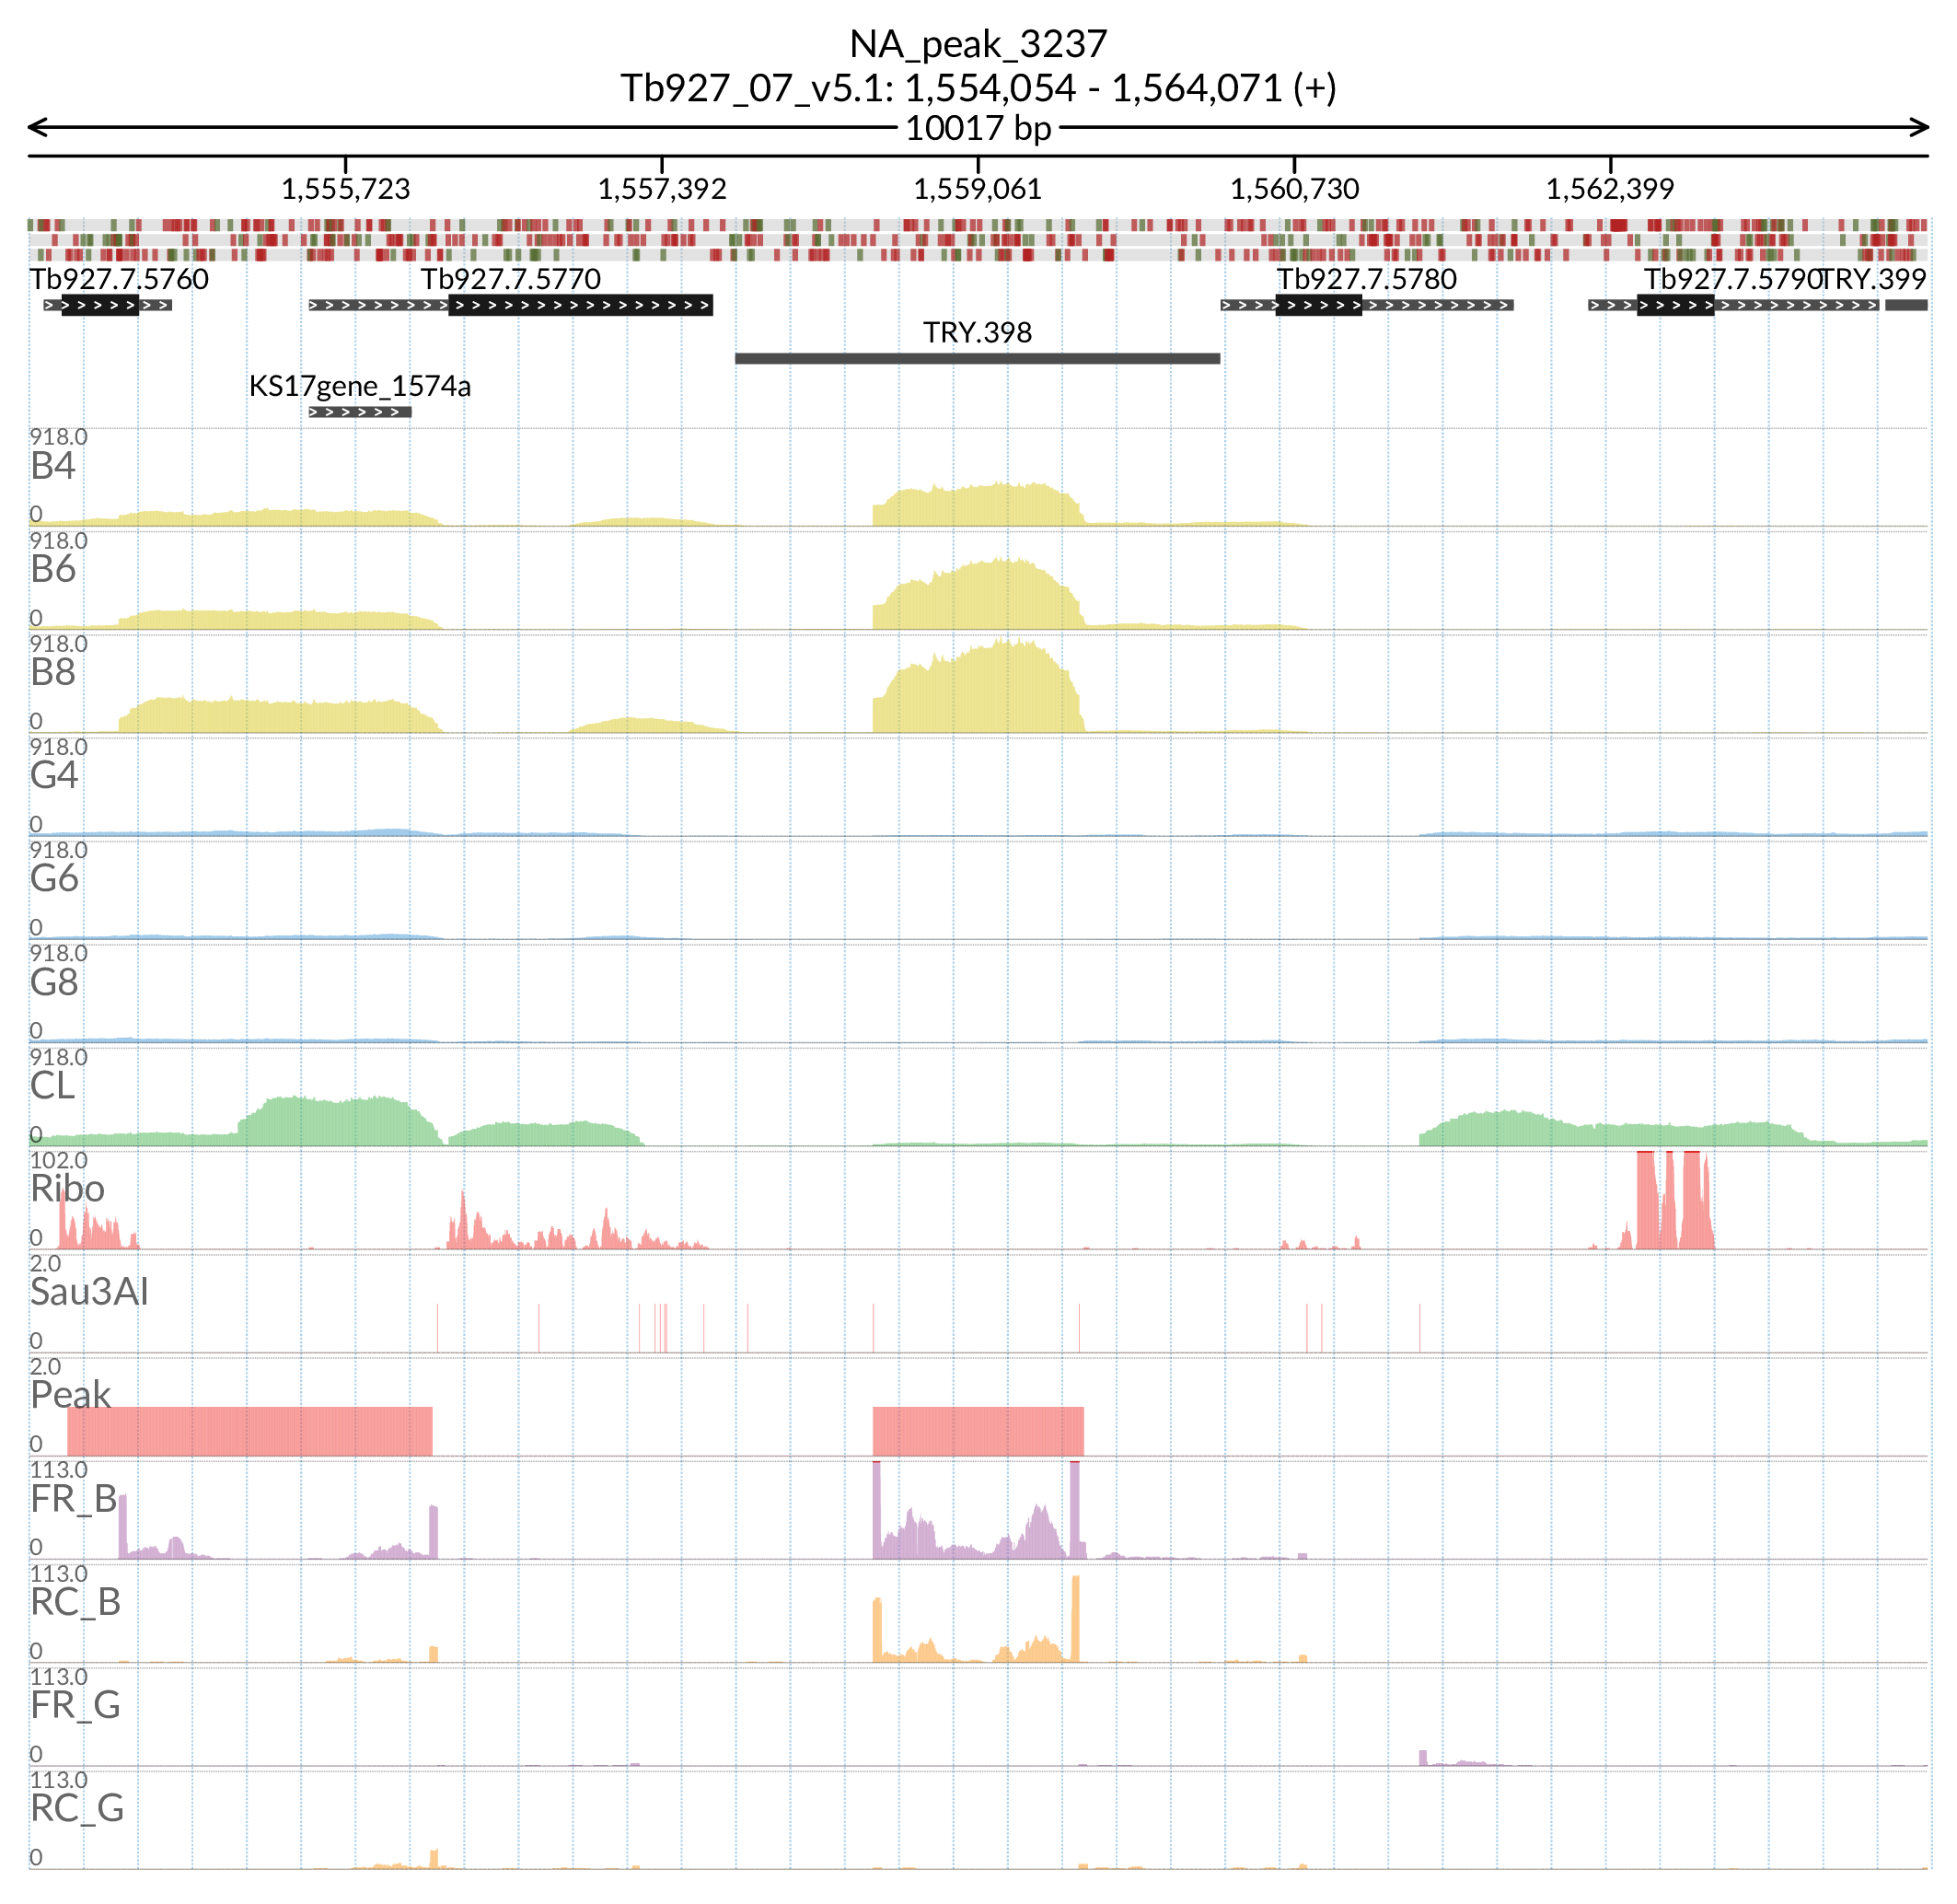 NA_peak_3237
Tb927_07_v5.1: 1,554,054 - 1,564,071 (+)
10017 bp
1,555,723 1,557,392 1,559,061 1,560,730 1,562,399
Tb927.7.5760 Tb927.7.5770 Tb927.7.5780 Tb927.7.5790 TRY.399
TRY.398
KS17gene_1574a
918.0
B4
0
918.0
B6
0
918.0
B8
0
918.0
G4
0
918.0
G6
0
918.0
G8
0
918.0
CL
0
102.0
Ribo
0
2.0
Sau3AI
0
2.0
Peak
0
113.0
FR_B
0
113.0
RC_B
0
113.0
FR_G
0
113.0
RC_G
0